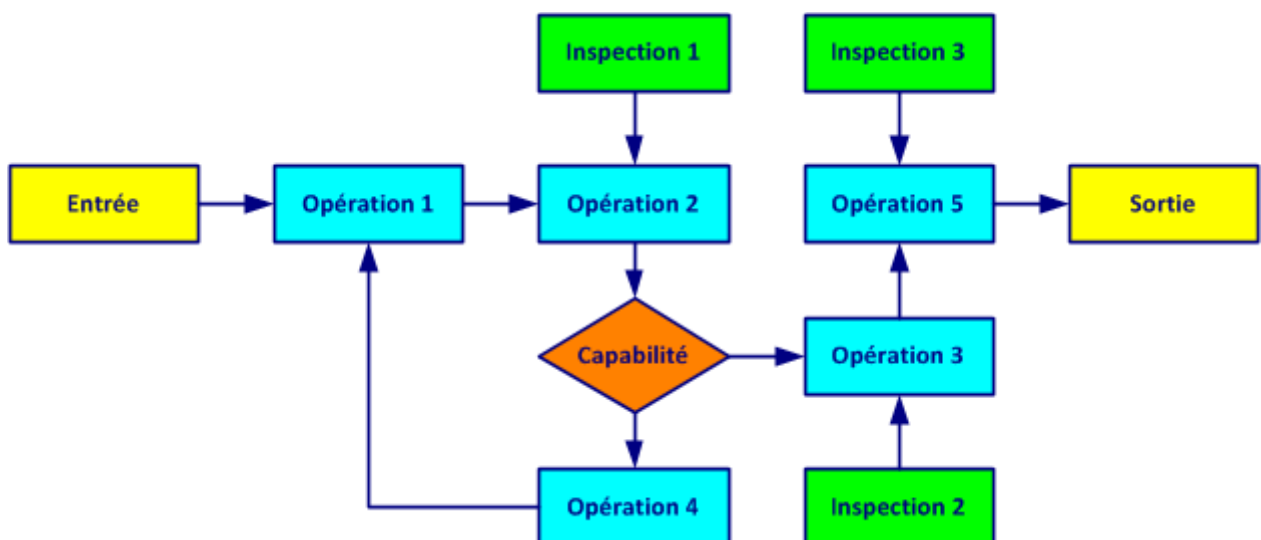 Inspection 1
Inspection 3
Entrée
Opération 1
Opération 2
Opération 5
Sortie
Capabilité
Opération 3
Opération 4
Inspection 2